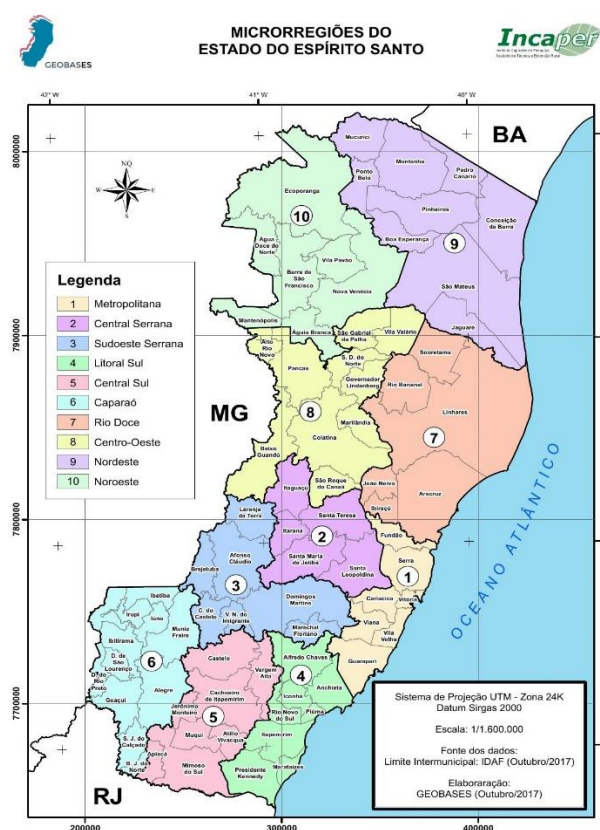 GEOBASES
MICRORREGIÕES DO
ESTADO DO ESPÍRITO SANTO
Incaper
42° W
41° W
40° W
BA
MG
RJ
OCEANO ATLÂNTICO
NQ
W
E
S
8000000
7900000
7800000
7700000
200000
300000
400000
Legenda
1 Metropolitana
2 Central Serrana
3 Sudoeste Serrana
4 Litoral Sul
5 Central Sul
6 Caparaó
7 Rio Doce
8 Centro-Oeste
9 Nordeste
10 Noroeste
Mucurici
Montanha
Ponto
Belo
Pedro
Canário
Pinheiros
Conceição
da Barra
Boa Esperança
9
São Mateus
Jaguaré
Ecoporanga
10
Água
Doce do
Norte
Vila Pavão
Barra de
São
Francisco
Nova Venécia
Mantenópolis
Águia Branca
São Gabriel
da Palha
Vila Valério
Alto
Rio
Novo
Pancas
S. D. do
Norte
Governador
Lindenberg
8
Marilândia
Colatina
Baixo
Guandú
São Roque
do Canaã
Sooretama
Rio Bananal
Linhares
7
João Neiva
Aracruz
Ibiraçú
Itaguaçú
Santa Teresa
Itarana
2
Santa Maria
de Jetibá
Santa
Leopoldina
Fundão
Serra
1
Cariacica
Vitória
Viana
Vila
Velha
Guarapari
Laranja
da Terra
Afonso
Cláudio
Brejetuba
3
Domingos
Martins
C. do
Castelo
V. N. do
Imigrante
Marechal
Floriano
Ibatiba
Irupi
Iúna
Muniz
Freire
Ibitirama
D. de
São
Lourenço
6
D. do Rio
Preto
Guaçuí
Alegre
S. J. do
Calçado
B. J. do
Norte
Castelo
Vargem
Alta
Cachoeiro
de Itapemirim
Jerônimo
Monteiro
5
Muqui
Atílio
Vivacqua
Apiacá
Mimoso
do Sul
Alfredo Chaves
4
Anchieta
Iconha
Rio Novo
do Sul
Piúma
Itapemirim
Marataízes
Presidente
Kennedy
Sistema de Projeção UTM - Zona 24K
Datum Sirgas 2000
Escala: 1/1.600.000
Fonte dos dados:
Limite Intermunicipal: IDAF (Outubro/2017)
Elaboraração:
GEOBASES (Outubro/2017)